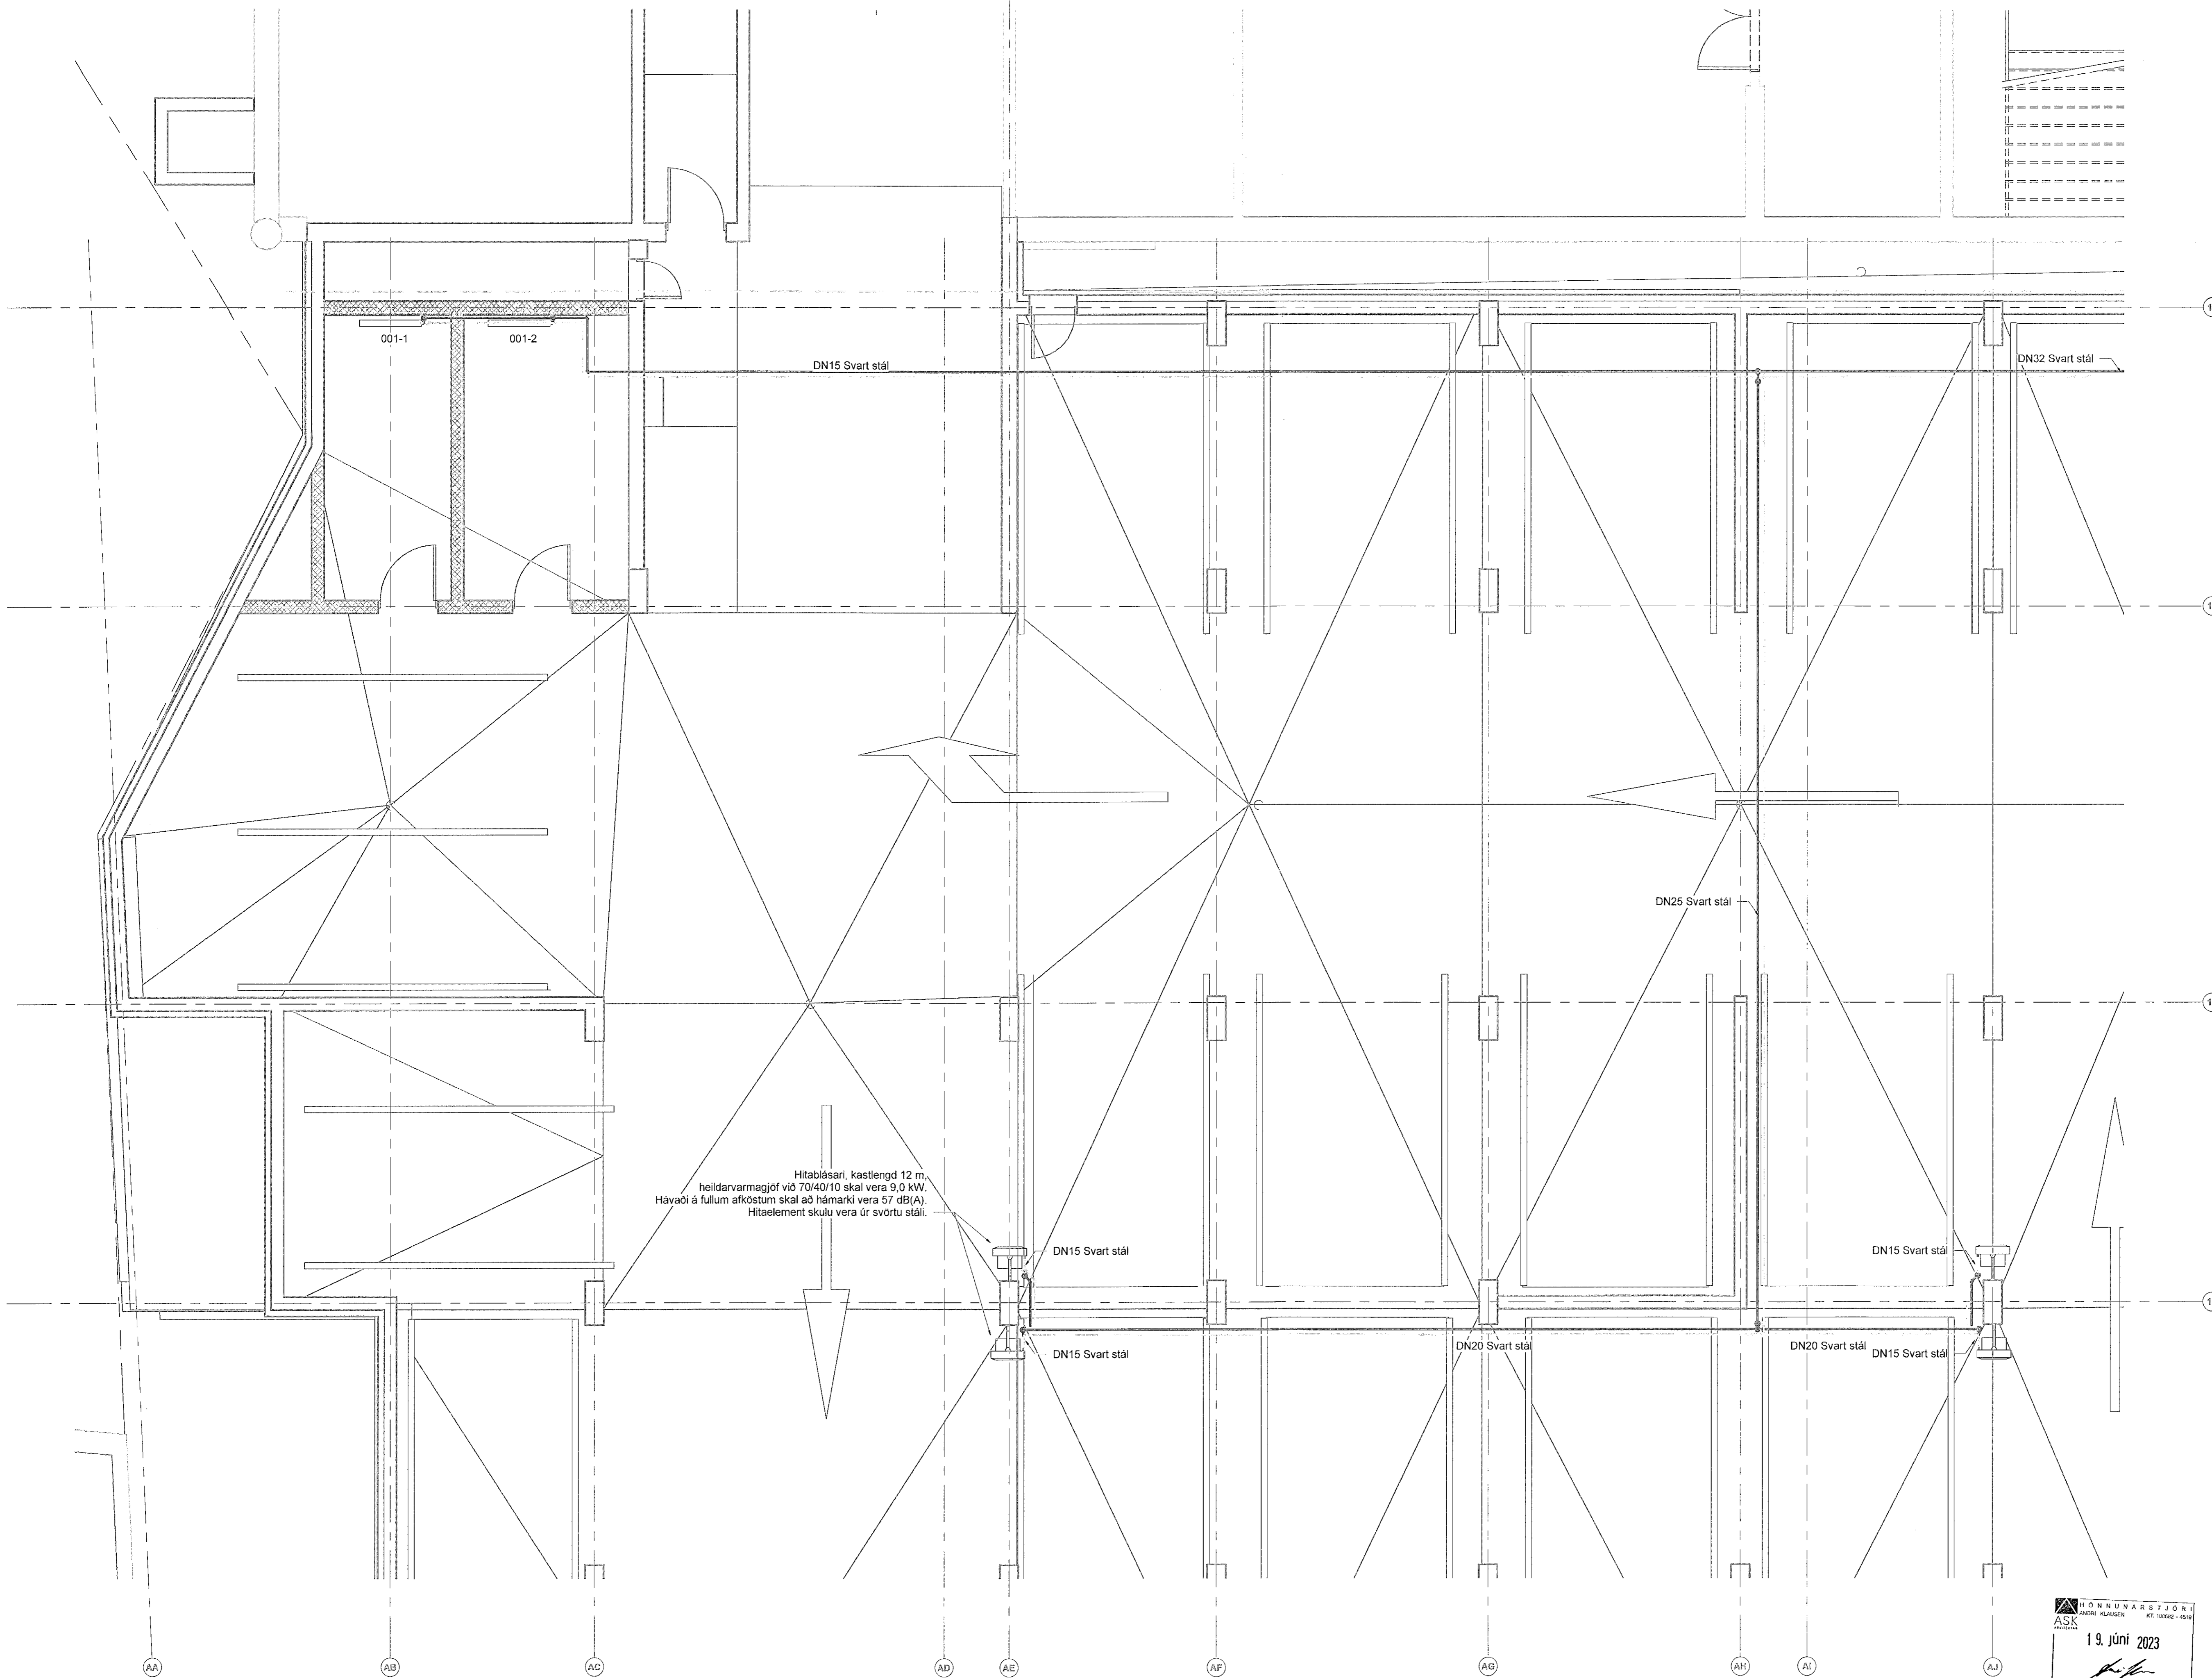 001-1
001-2
DN15 Svart stál
DN32 Svart stál
DN25 Svart stál
Hitablásari, kastlengd 12 m,
heildarvarmagjöf við 70/40/10 skal vera 9,0 kW.
Hávaði á fullum afköstum skal að hámarki vera 57 dB(A).
Hitaelement skulu vera úr svörtu stáli.
DN15 Svart stál
DN15 Svart stál
DN15 Svart stál
DN20 Svart stál
DN20 Svart stál
DN15 Svart stál
AA
AB
AC
AD
AE
AF
AG
AH
AI
AJ
HÖNNUNARSTJÓRI
ANDRI KLAUSEN
ASK
ARKITEKTAR
19. júní 2023